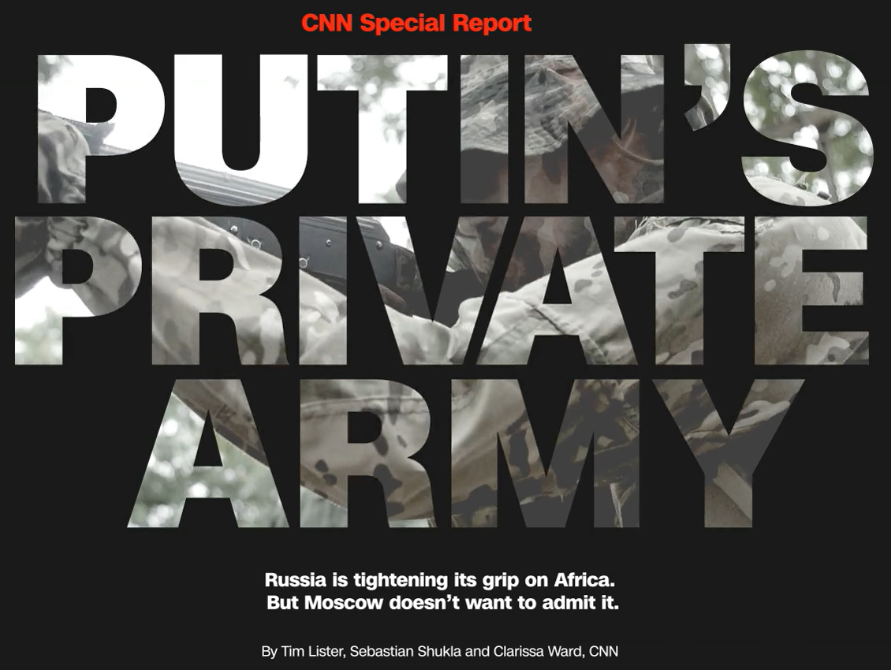 CNN Special Report
PUTIN’S
PRIVATE
ARMY
Russia is tightening its grip on Africa.
But Moscow doesn’t want to admit it.
By Tim Lister, Sebastian Shukla and Clarissa Ward, CNN